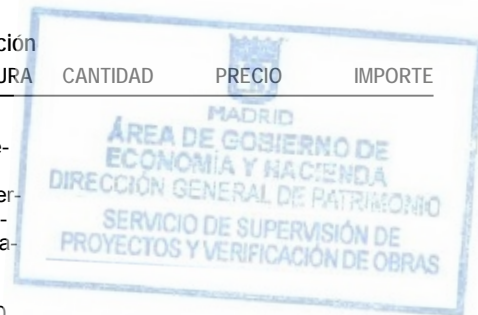 ción
URA CANTIDAD PRECIO IMPORTE
MADRID
ÁREA DE GOBIERNO DE
ECONOMÍA Y HACIENDA
DIRECCIÓN GENERAL DE PATRIMONIO
SERVICIO DE SUPERVISIÓN DE
PROYECTOS Y VERIFICACIÓN DE OBRAS
e-
er-
-
a-